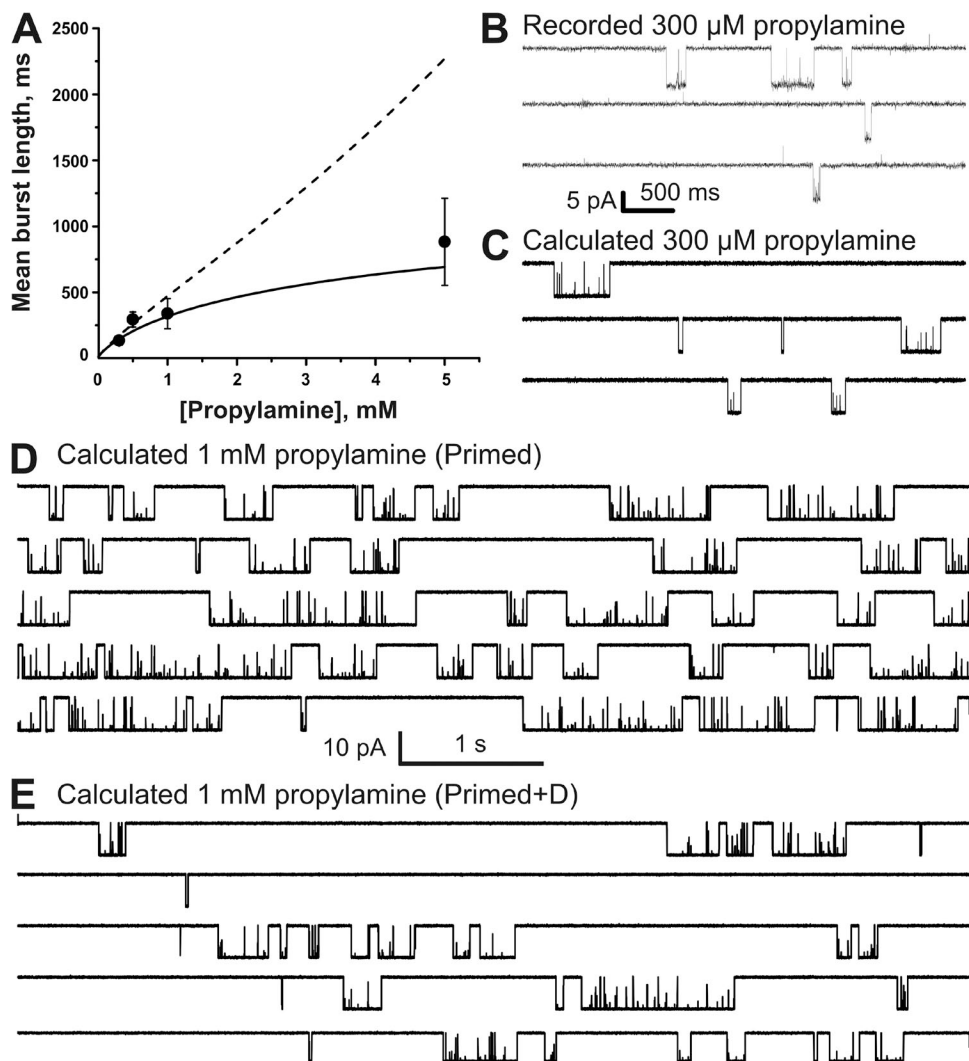 A
2500
2000
1500
1000
500
0
Mean burst length, ms
0 1 2 3 4 5
[Propylamine], mM
B Recorded 300 µM propylamine
5 pA 500 ms
C Calculated 300 µM propylamine
D Calculated 1 mM propylamine (Primed)
10 pA 1 s
E Calculated 1 mM propylamine (Primed+D)